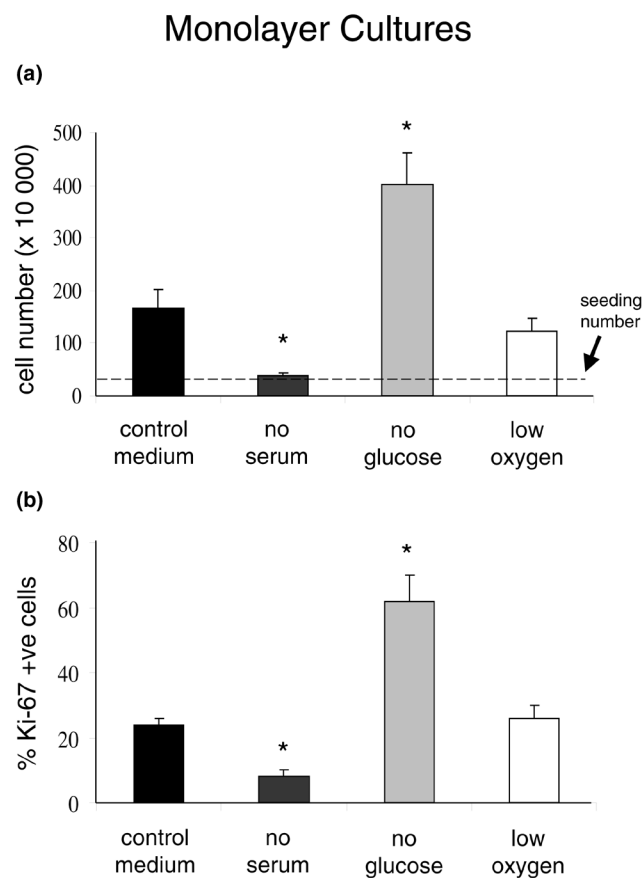 Monolayer Cultures
(a)
cell number (x 10 000)
500
400
300
200
100
0
*
*
seeding
number
control
medium
no
serum
no
glucose
low
oxygen
(b)
% Ki-67 +ve cells
80
60
40
20
0
*
*
control
medium
no
serum
no
glucose
low
oxygen